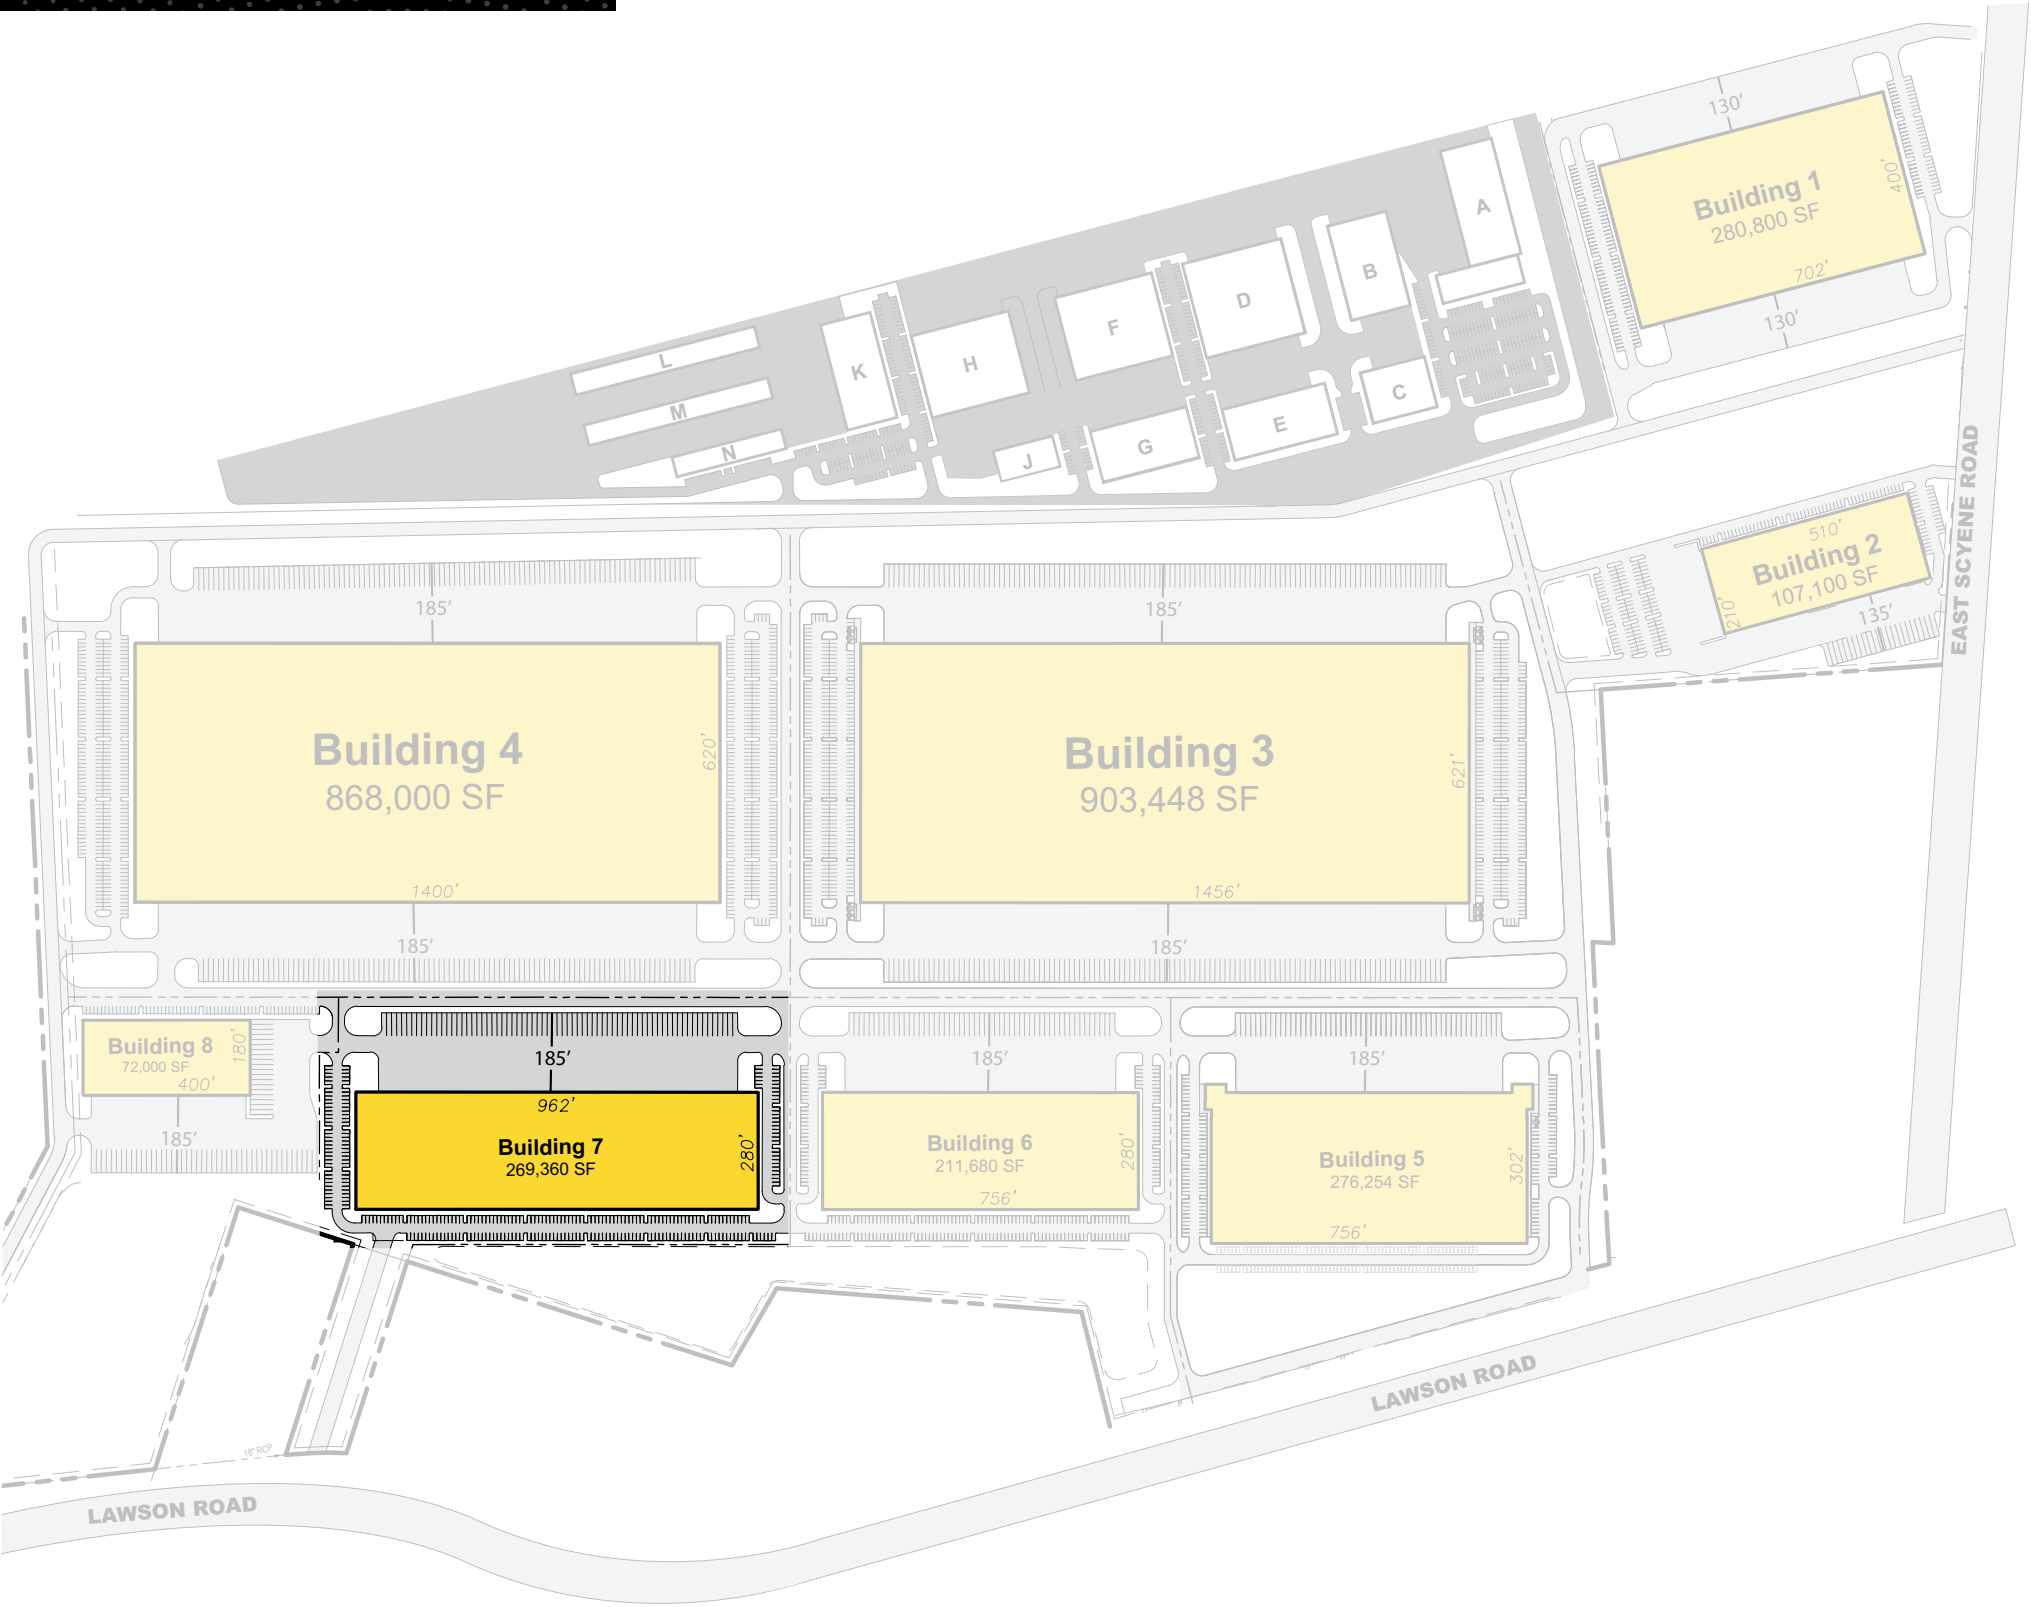 130′
Building 1
280,800 SF
400′
702′
130′
A
B
C
D
E
F
G
H
J
K
L
M
N
510′
Building 2
107,100 SF
210′
135′
EAST SCYENE ROAD
185′
Building 4
868,000 SF
620′
1400′
185′
185′
Building 3
903,448 SF
621′
1456′
185′
Building 8
72,000 SF
180′
400′
185′
185′
962′
Building 7
269,360 SF
280′
185′
Building 6
211,680 SF
280′
756′
185′
Building 5
276,254 SF
302′
756′
LAWSON ROAD
18" RCP
LAWSON ROAD